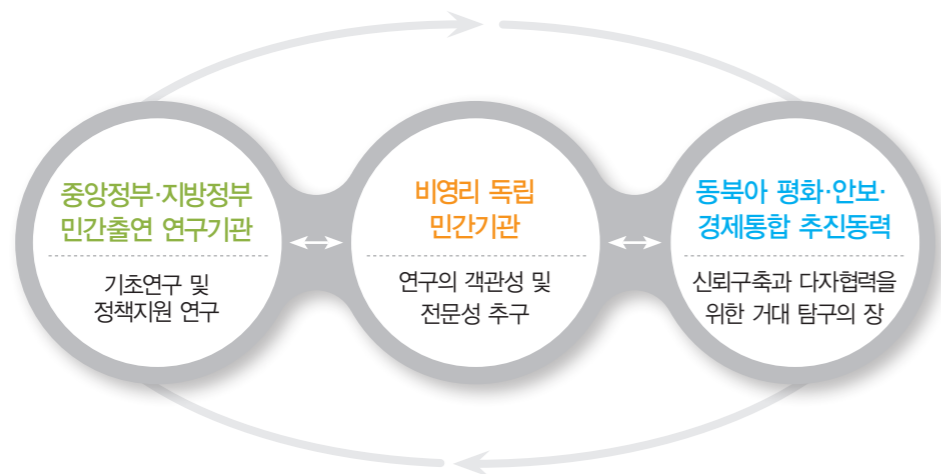 중앙정부·지방정부
민간출연 연구기관
기초연구 및
정책지원 연구
비영리 독립
민간기관
연구의 객관성 및
전문성 추구
동북아 평화·안보·
경제통합 추진동력
신뢰구축과 다자협력을
위한 거대 탐구의 장